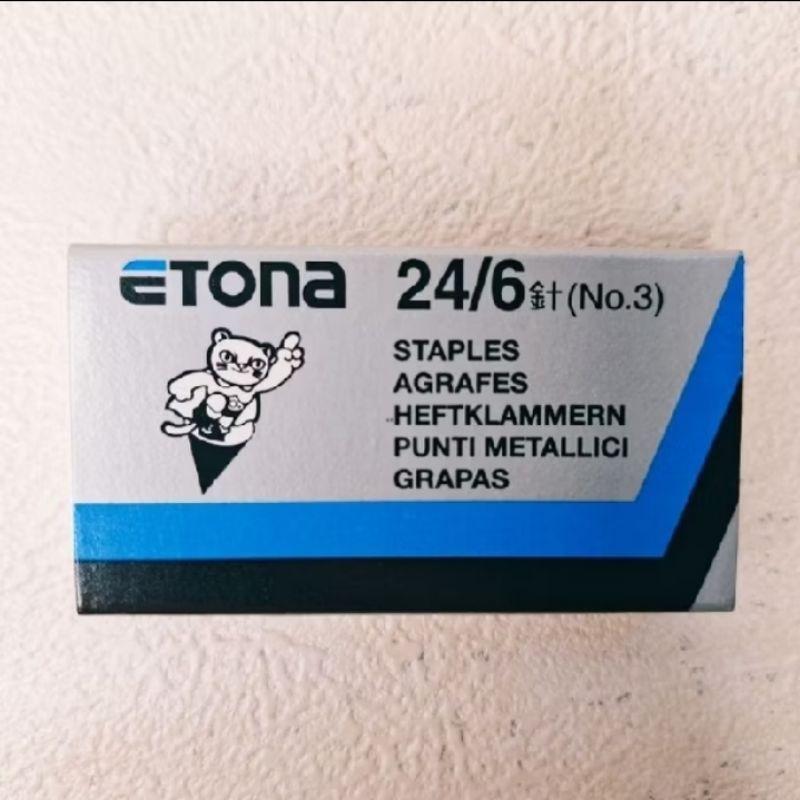 ETONA
24/6針(No.3)
STAPLES
AGRAFES
HEFTKLAMMERN
PUNTI METALLICI
GRAPAS